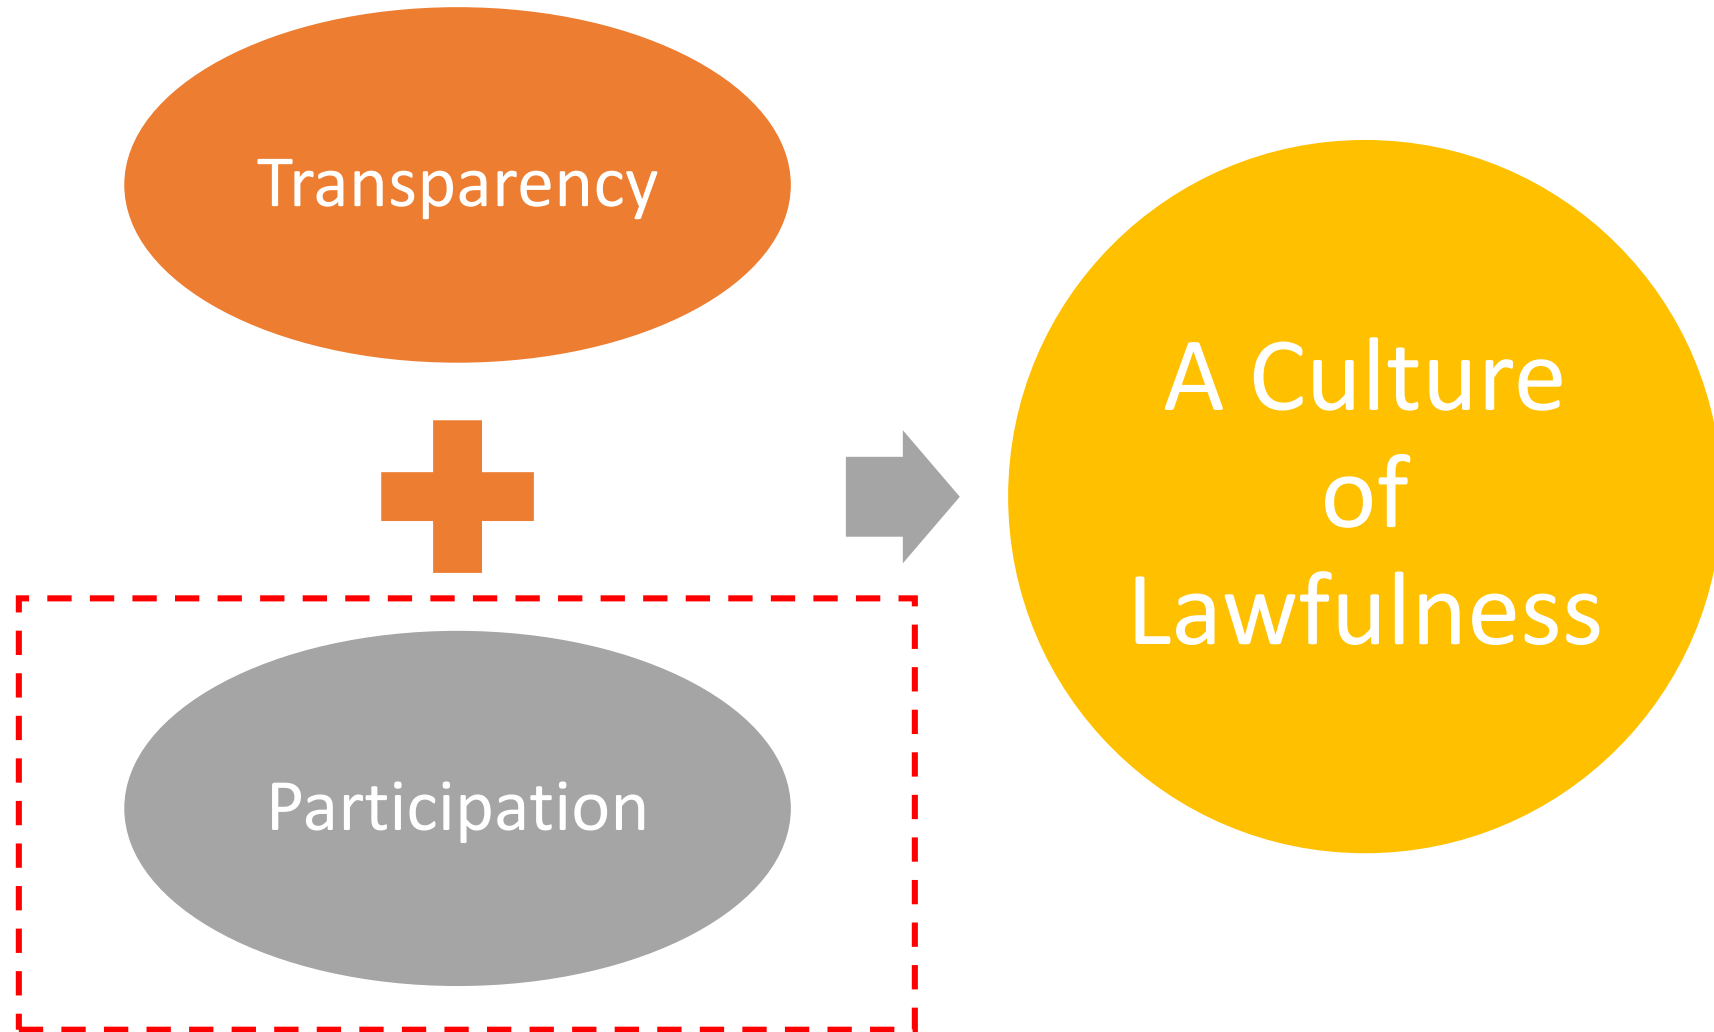 Transparency
Participation
A Culture
of
Lawfulness